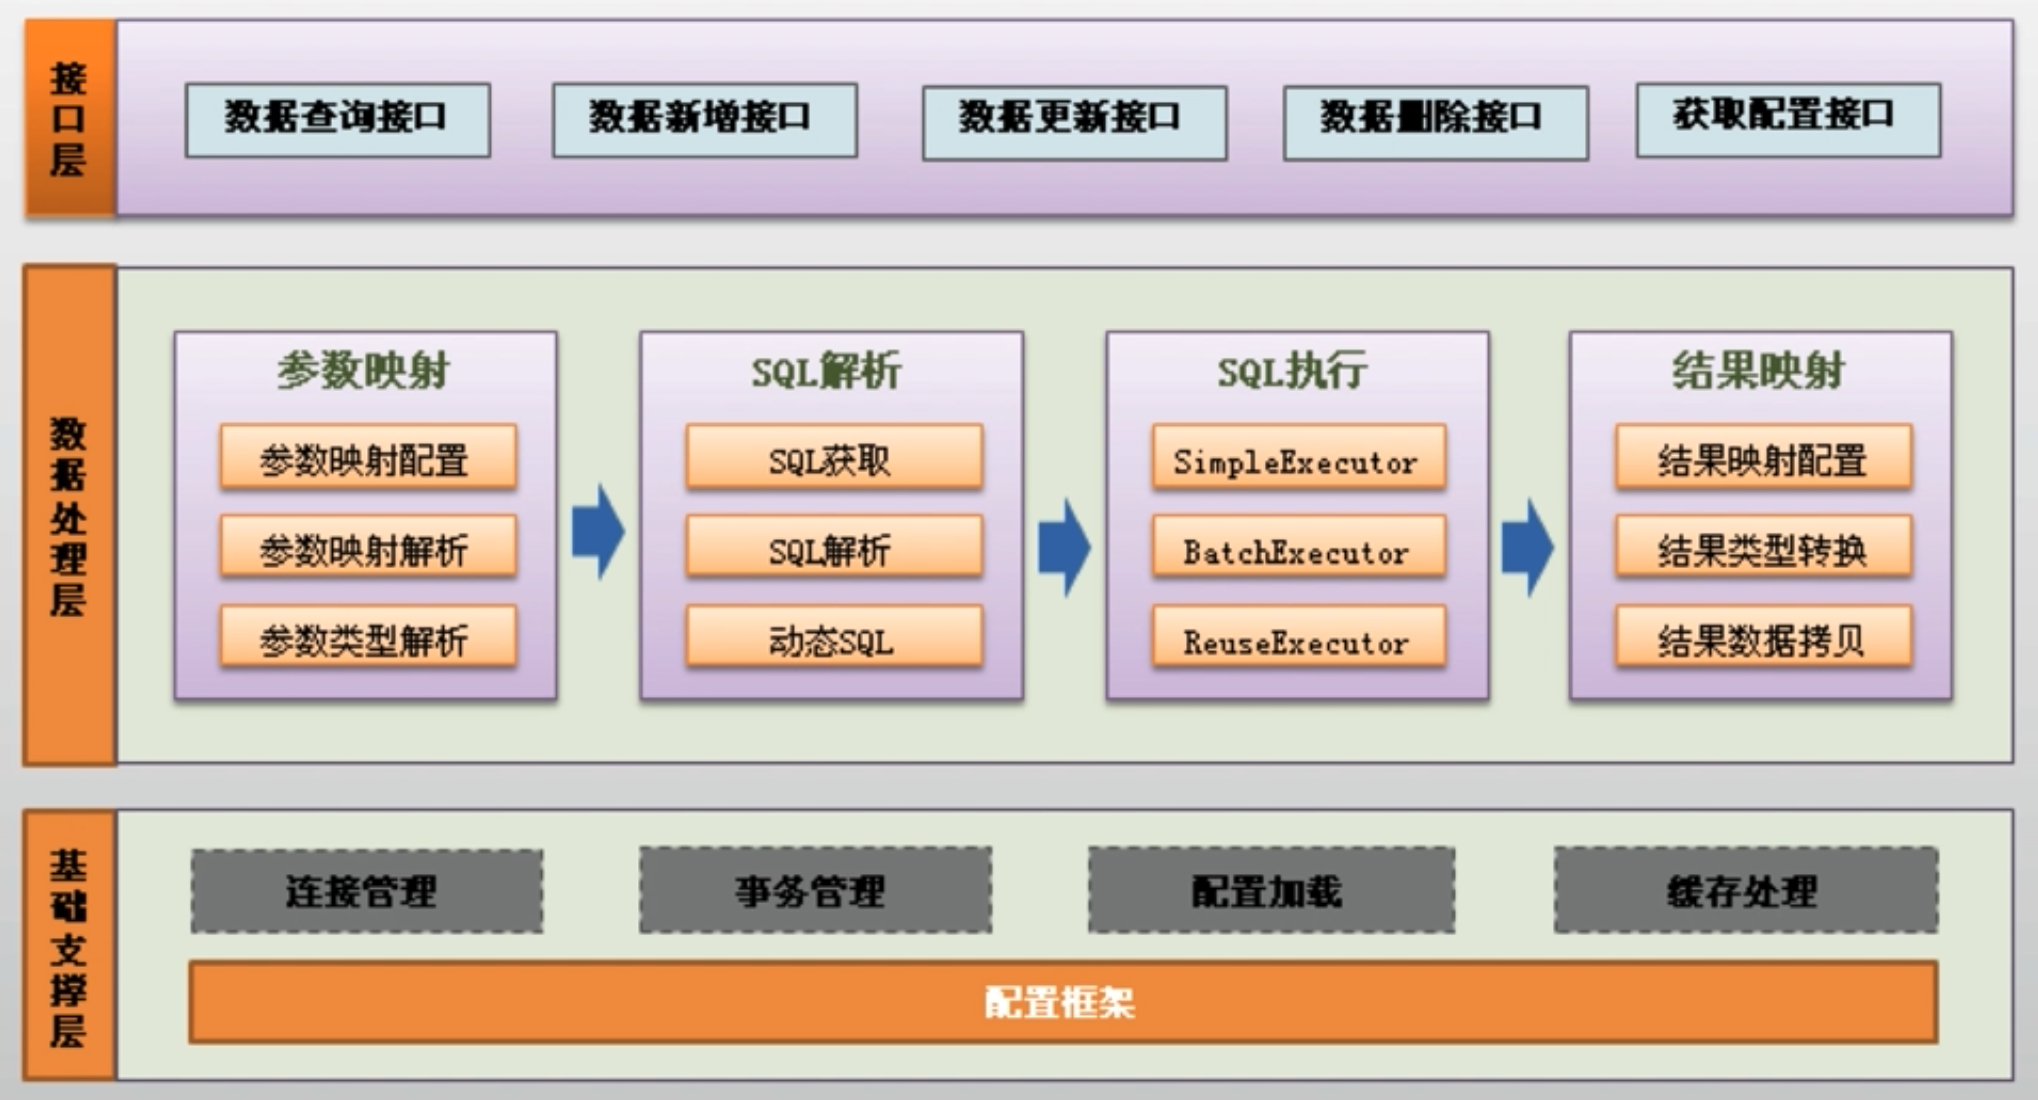 接口层
数据查询接口
数据新增接口
数据更新接口
数据删除接口
获取配置接口
数据处理层
参数映射
参数映射配置
参数映射解析
参数类型解析
SQL解析
SQL获取
SQL解析
动态SQL
SQL执行
SimpleExecutor
BatchExecutor
ReuseExecutor
结果映射
结果映射配置
结果类型转换
结果数据拷贝
基础支撑层
连接管理
事务管理
配置加载
缓存处理
配置框架